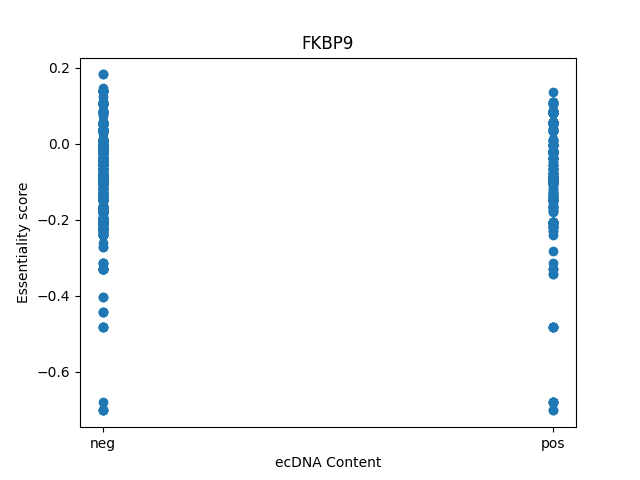 FKBP9
Essentiality score
0.2
0.0
−0.2
−0.4
−0.6
neg
pos
ecDNA Content